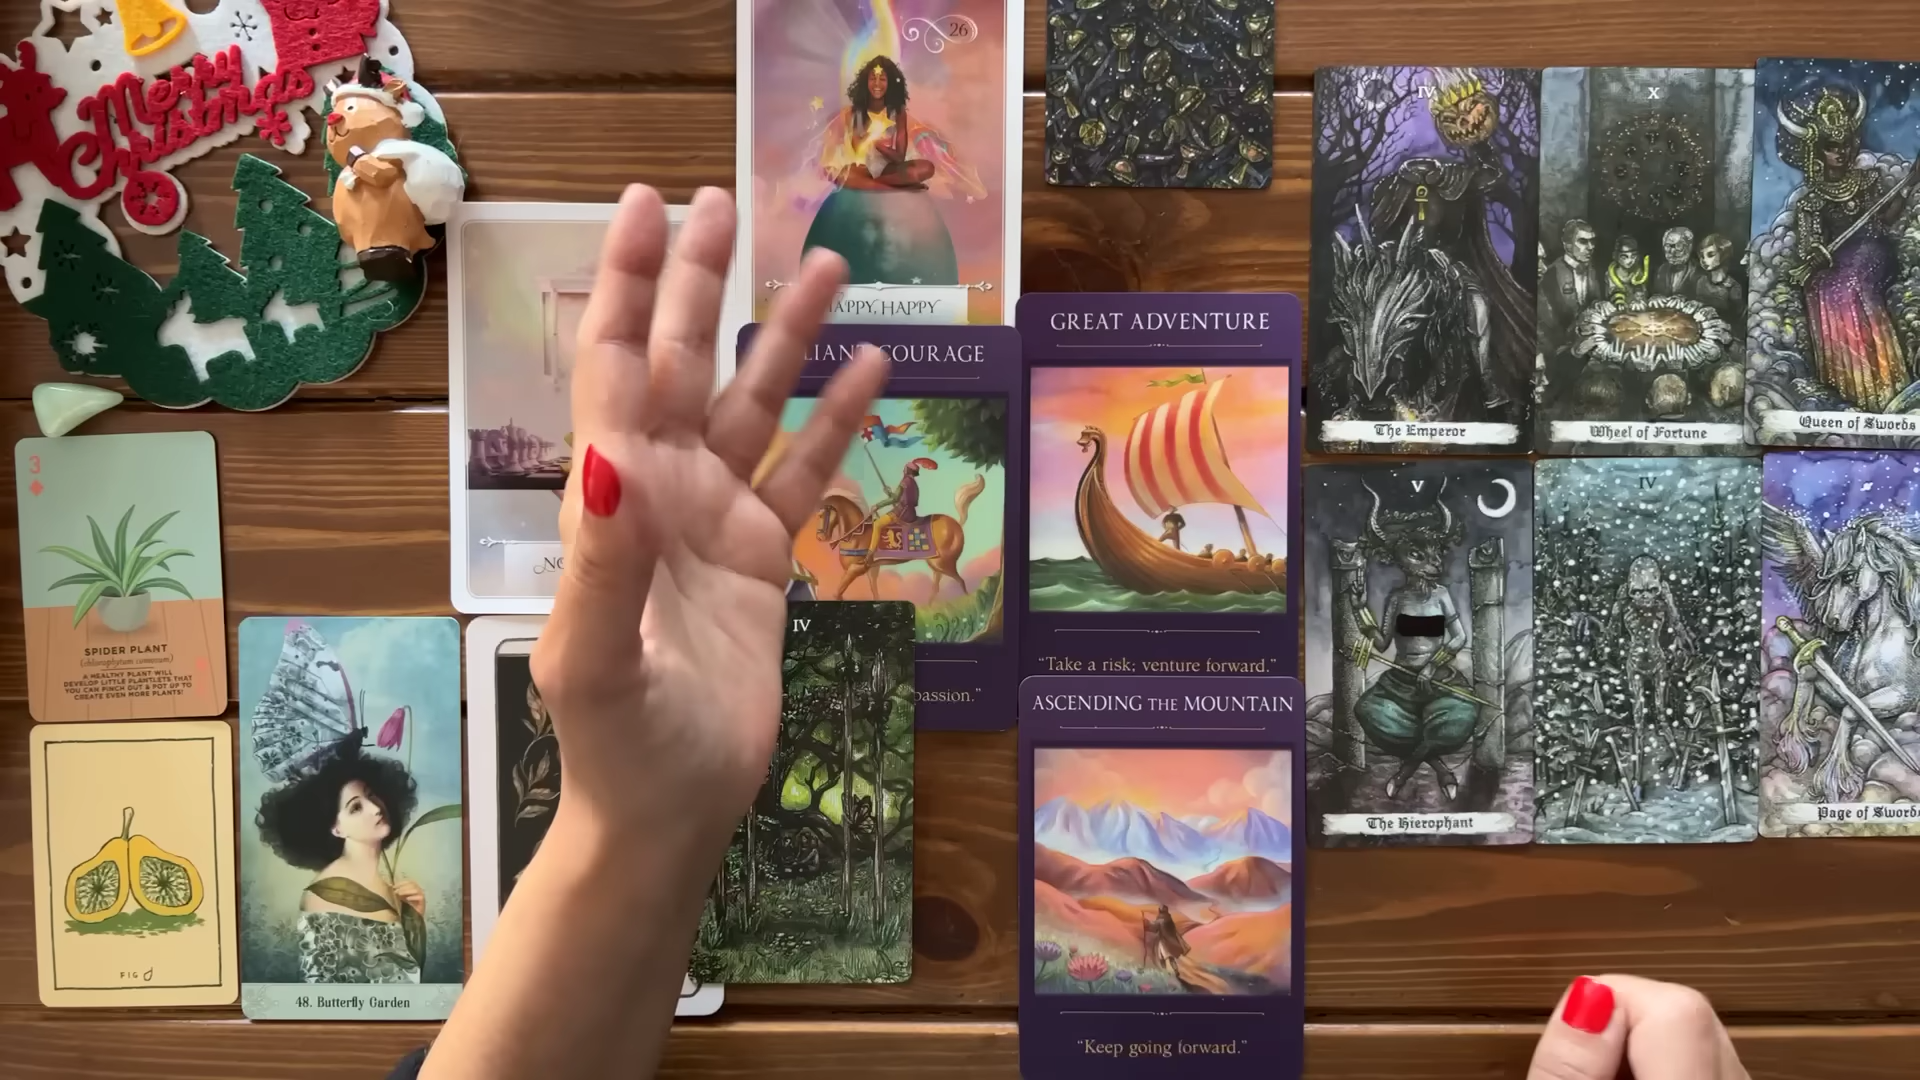 Merry
Christmas
26
HAPPY, HAPPY
COURAGE
passion."
GREAT ADVENTURE
"Take a risk; venture forward."
ASCENDING THE MOUNTAIN
"Keep going forward."
IV
The Emperor
X
Wheel of Fortune
Queen of Swords
V
The Hierophant
IV
Page of Swords
3
SPIDER PLANT
(chlorophytum comosum)
A HEALTHY PLANT WILL
DEVELOP LITTLE PLANTLETS THAT
YOU CAN PINCH OUT & POT UP TO
CREATE EVEN MORE PLANTS!
FIG
48. Butterfly Garden
IV